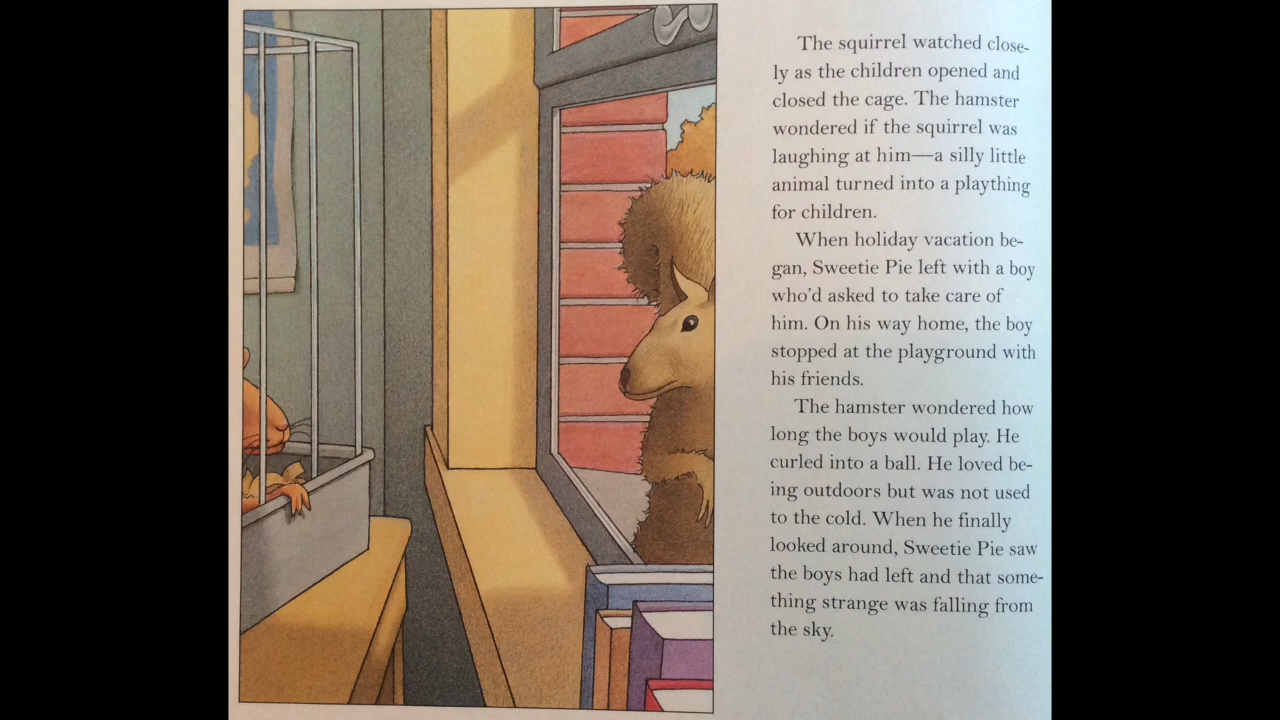 The squirrel watched close-
ly as the children opened and
closed the cage. The hamster
wondered if the squirrel was
laughing at him—a silly little
animal turned into a plaything
for children.
When holiday vacation be-
gan, Sweetie Pie left with a boy
who'd asked to take care of
him. On his way home, the boy
stopped at the playground with
his friends.
The hamster wondered how
long the boys would play. He
curled into a ball. He loved be-
ing outdoors but was not used
to the cold. When he finally
looked around, Sweetie Pie saw
the boys had left and that some-
thing strange was falling from
the sky.